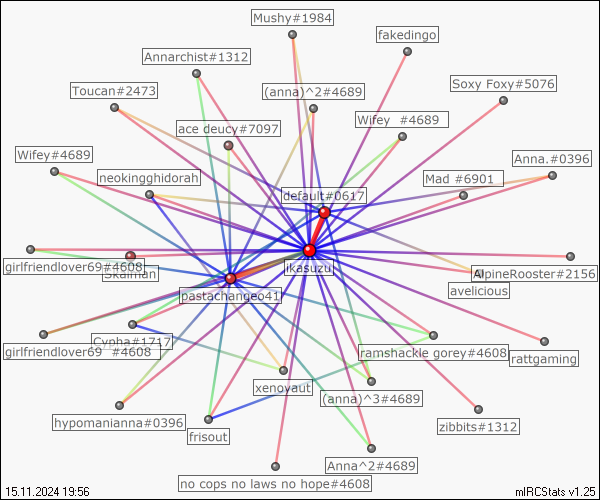 Mushy#1984
fakedingo
Annarchist#1312
Toucan#2473
(anna)^2#4689
Soxy Foxy#5076
ace deucy#7097
Wifey  #4689
Wifey#4689
Anna.#0396
neokingghidorah
Mad #6901
default#0617
ikasuzu
girlfriendlover69#4608
Skaiman
AlpineRooster#2156
avelicious
pastachangeo41
Cypha#1717
girlfriendlover69  #4608
ramshackle gorey#4608
rattgaming
xenoyaut
(anna)^3#4689
hypomanianna#0396
frisout
zibbits#1312
Anna^2#4689
no cops no laws no hope#4608
15.11.2024 19:56
mIRCStats v1.25